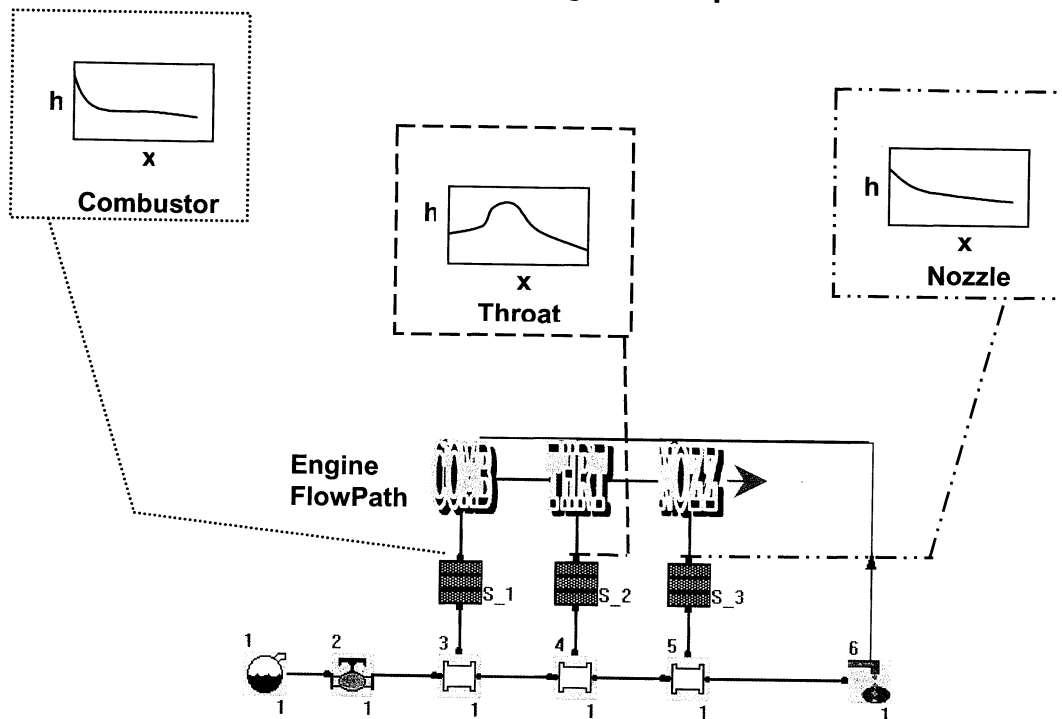 h
x
Combustor
h
x
Throat
h
x
Nozzle
Engine
FlowPath
S_1
S_2
S_3
1
2
3
4
5
6
1
1
1
1
1
1